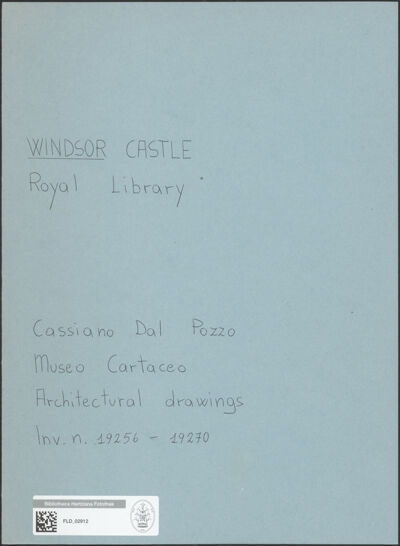 WINDSOR CASTLE
Royal Library
Cassiano Dal Pozzo
Museo Cartaceo
Architectural drawings
Inv. n. 19256 - 19270
Bibliotheca Hertziana Fotothek
FLD_02912